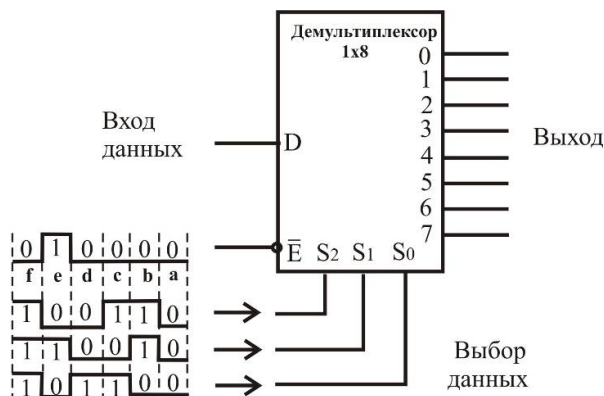 Демультиплексор
1x8
0
1
2
3
4
5
6
7
Вход
данных
D
Выход
E̅ S2 S1 S0
0 1 0 0 0 0
f e d c b a
1 0 0 1 1 0
1 1 0 0 1 0
1 0 1 1 0 0
Выбор
данных